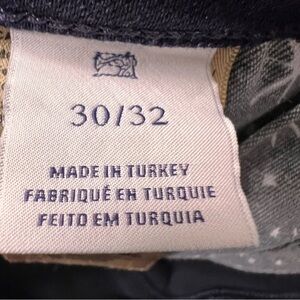 30/32
MADE IN TURKEY
FABRIQUÉ EN TURQUIE
FEITO EM TURQUIA